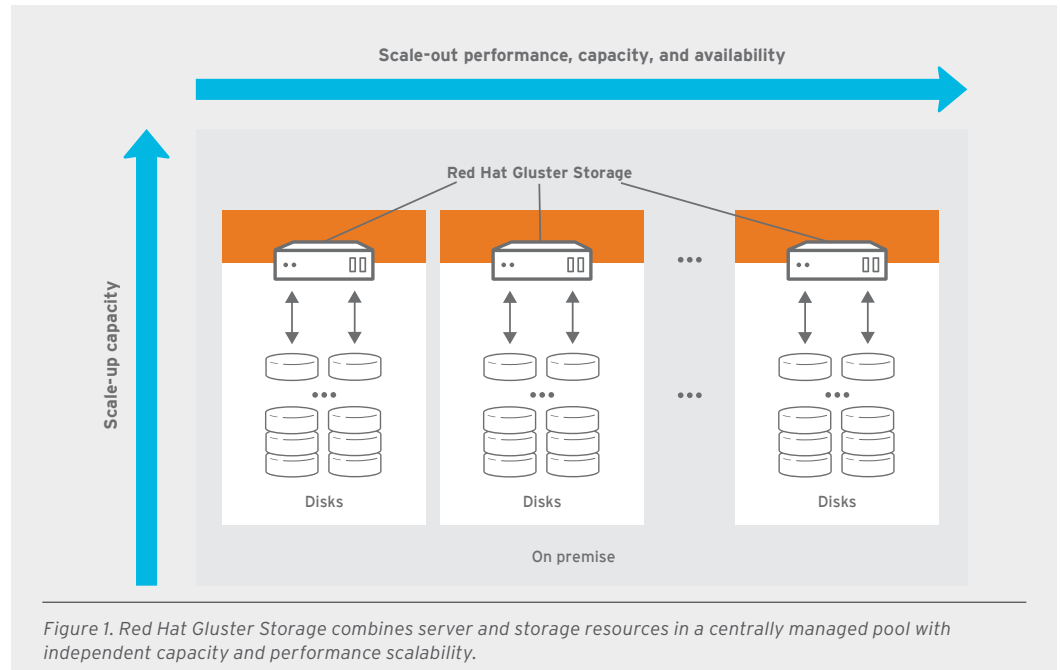 Scale-out performance, capacity, and availability
Scale-up capacity
Red Hat Gluster Storage
•••
•••
•••
•••
•••
Disks
Disks
Disks
On premise
Figure 1. Red Hat Gluster Storage combines server and storage resources in a centrally managed pool with
independent capacity and performance scalability.